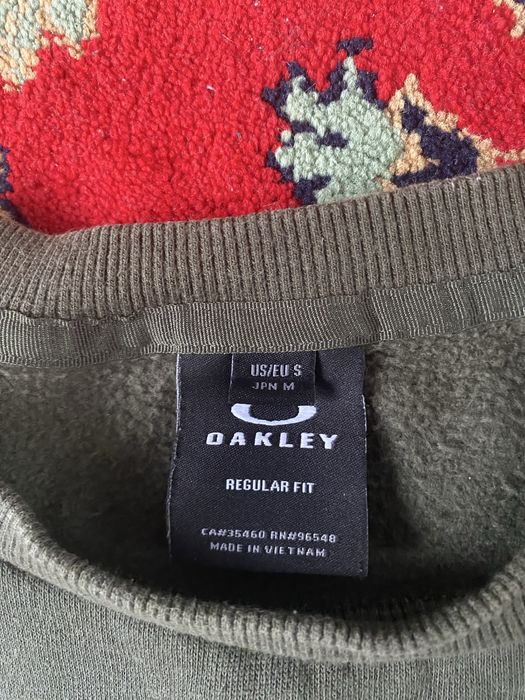 US/EU S
JPN M
OAKLEY
REGULAR FIT
CA#35460 RN#96548
MADE IN VIETNAM